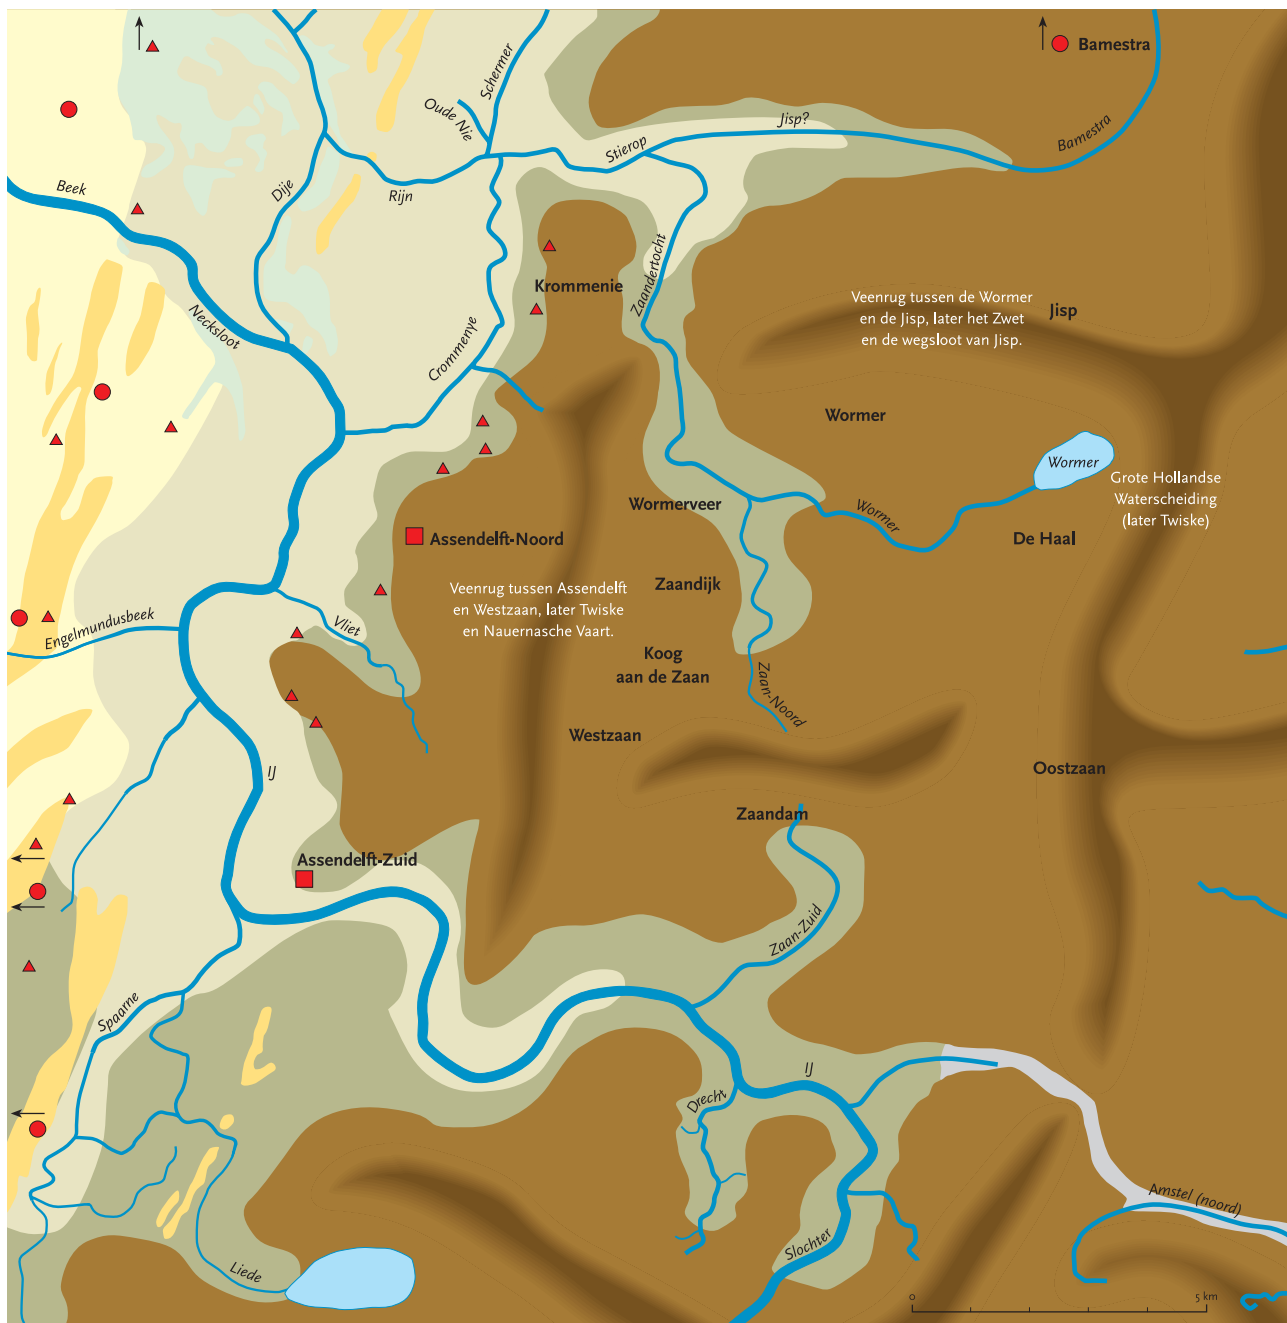 Bamestra
Schermer
Oude Nie
Jisp?
Stierop
Bamestra
Beek
Dije
Rijn
Zaandertocht
Krommenie
Veenrug tussen de Wormer
en de Jisp, later het Zwet
en de wegsloot van Jisp.
Jisp
Necksloot
Crommenye
Wormer
Wormer
Grote Hollandse
Waterscheiding
(later Twiske)
Wormerveer
Wormer
De Haal
Assendelft-Noord
Veenrug tussen Assendelft
en Westzaan, later Twiske
en Nauernasche Vaart.
Zaandijk
Engelmundusbeek
Vliet
Koog
aan de Zaan
Zaan-Noord
Westzaan
IJ
Oostzaan
Zaandam
Assendelft-Zuid
Zaan-Zuid
Spaarne
IJ
Drecht
Amstel (noord)
Slochter
Liede
0 5 km